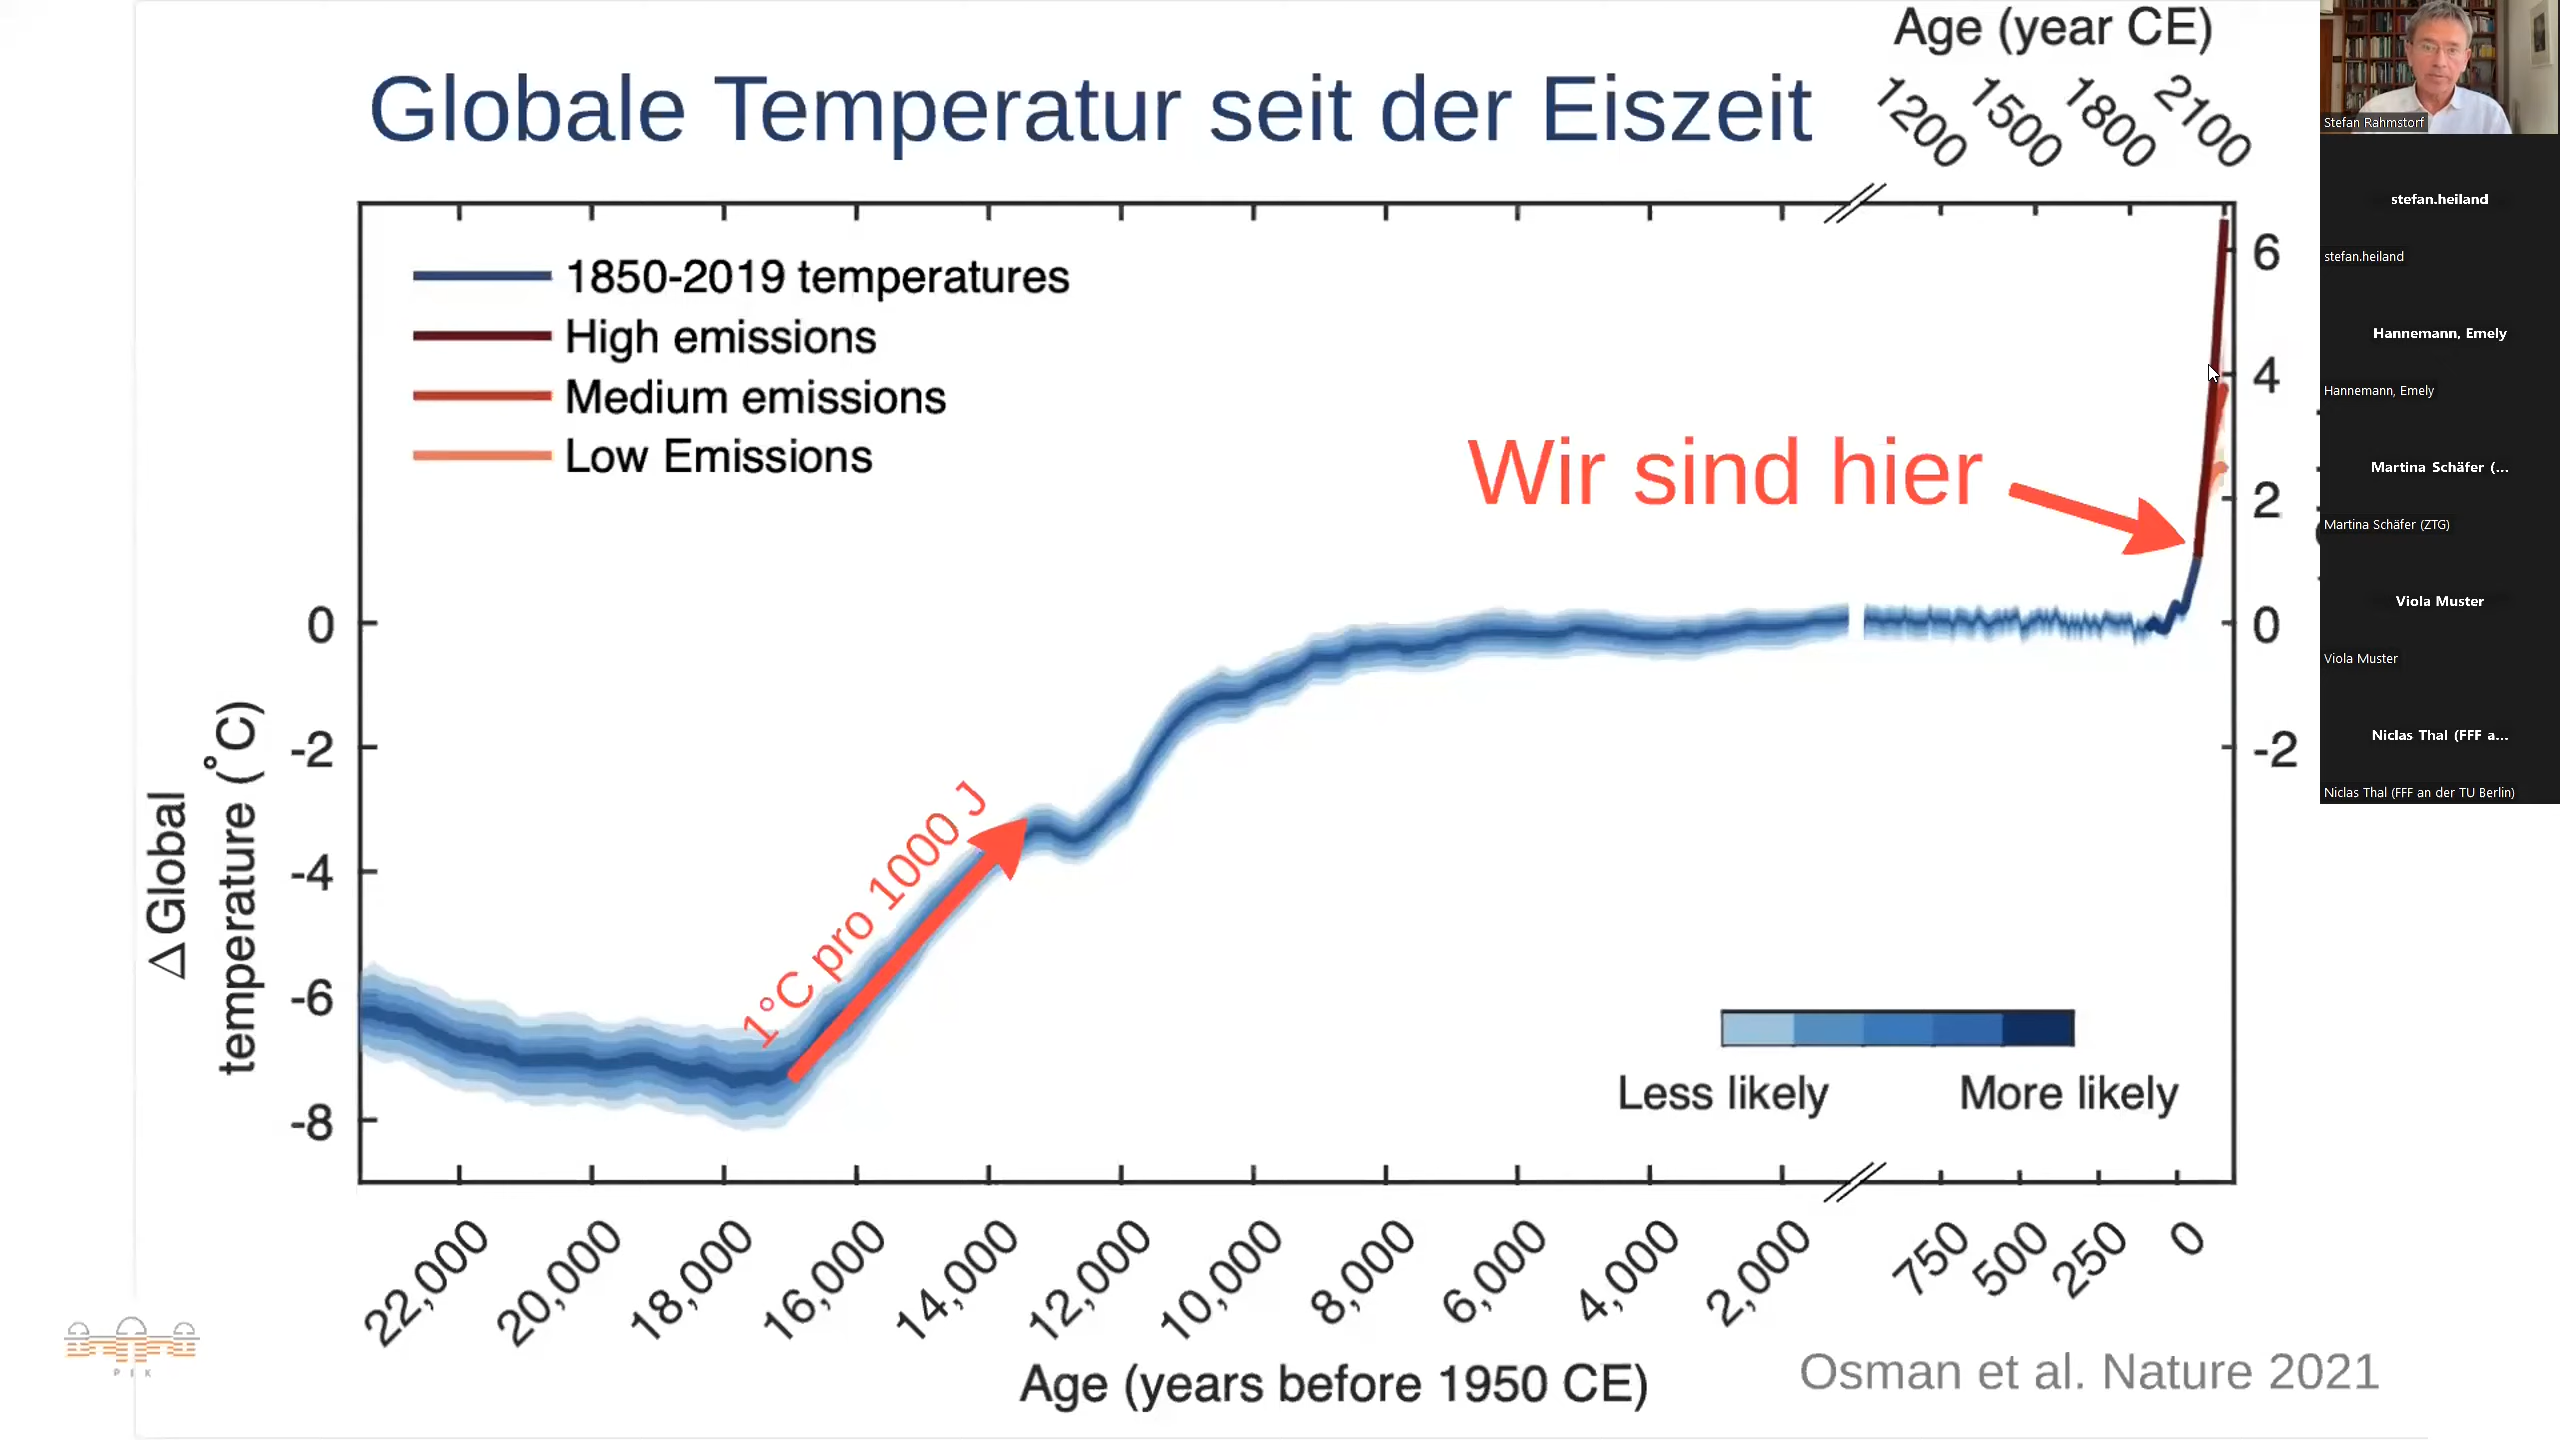 Globale Temperatur seit der Eiszeit
Age (year CE)
1200
1500
1800
2100
1850-2019 temperatures
High emissions
Medium emissions
Low Emissions
Wir sind hier
1°C pro 1000 J
△Global
temperature (°C)
0
-2
-4
-6
-8
6
4
2
0
-2
Less likely
More likely
22,000
20,000
18,000
16,000
14,000
12,000
10,000
8,000
6,000
4,000
2,000
750
500
250
0
Age (years before 1950 CE)
Osman et al. Nature 2021
PIK
Stefan Rahmstorf
stefan.heiland
stefan.heiland
Hannemann, Emely
Hannemann, Emely
Martina Schäfer (...
Martina Schäfer (ZTG)
Viola Muster
Viola Muster
Niclas Thal (FFF a...
Niclas Thal (FFF an der TU Berlin)